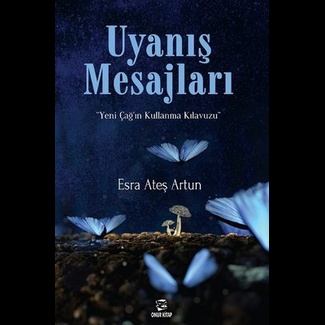 Uyanış
Mesajları
"Yeni Çağ'ın Kullanma Kılavuzu"
Esra Ateş Artun
ONUR KİTAP